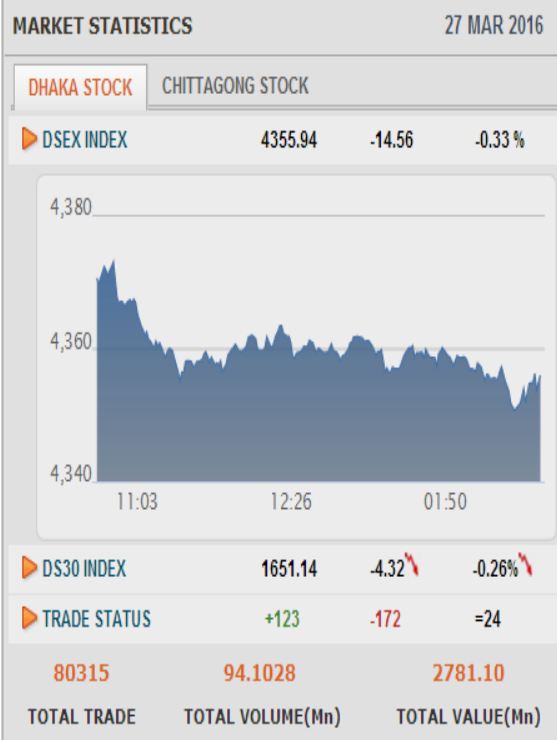 MARKET STATISTICS 27 MAR 2016
DHAKA STOCK CHITTAGONG STOCK
DSEX INDEX 4355.94 -14.56 -0.33 %
4,380
4,360
4,340
11:03 12:26 01:50
DS30 INDEX 1651.14 -4.32 -0.26%
TRADE STATUS +123 -172 =24
80315 94.1028 2781.10
TOTAL TRADE TOTAL VOLUME(Mn) TOTAL VALUE(Mn)